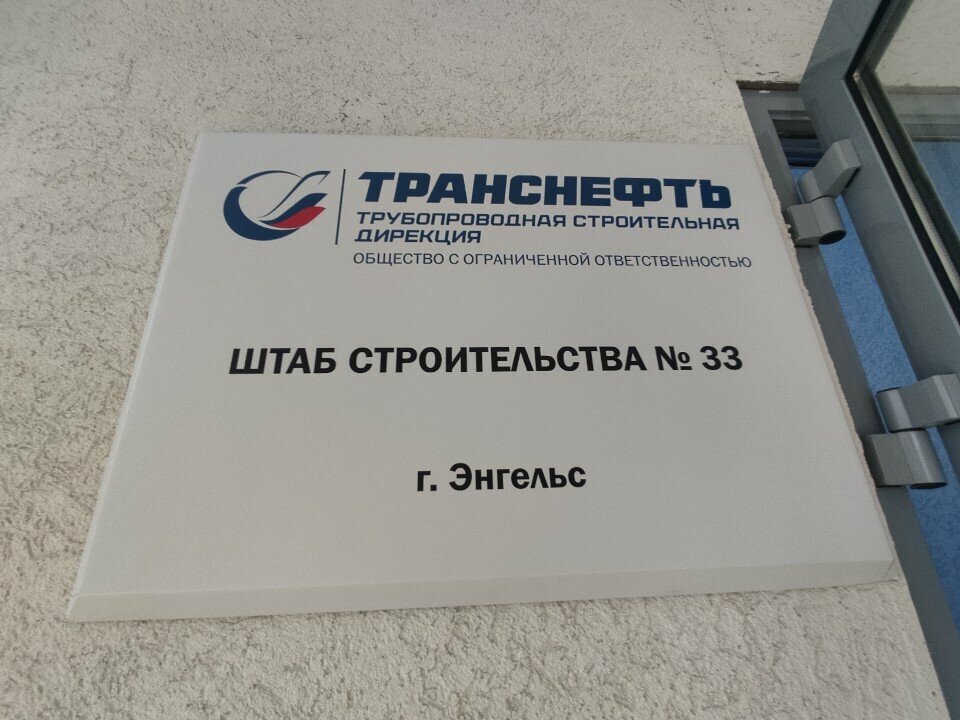 ТРАНСНЕФТЬ
ТРУБОПРОВОДНАЯ СТРОИТЕЛЬНАЯ
ДИРЕКЦИЯ
ОБЩЕСТВО С ОГРАНИЧЕННОЙ ОТВЕТСТВЕННОСТЬЮ
ШТАБ СТРОИТЕЛЬСТВА № 33
г. Энгельс